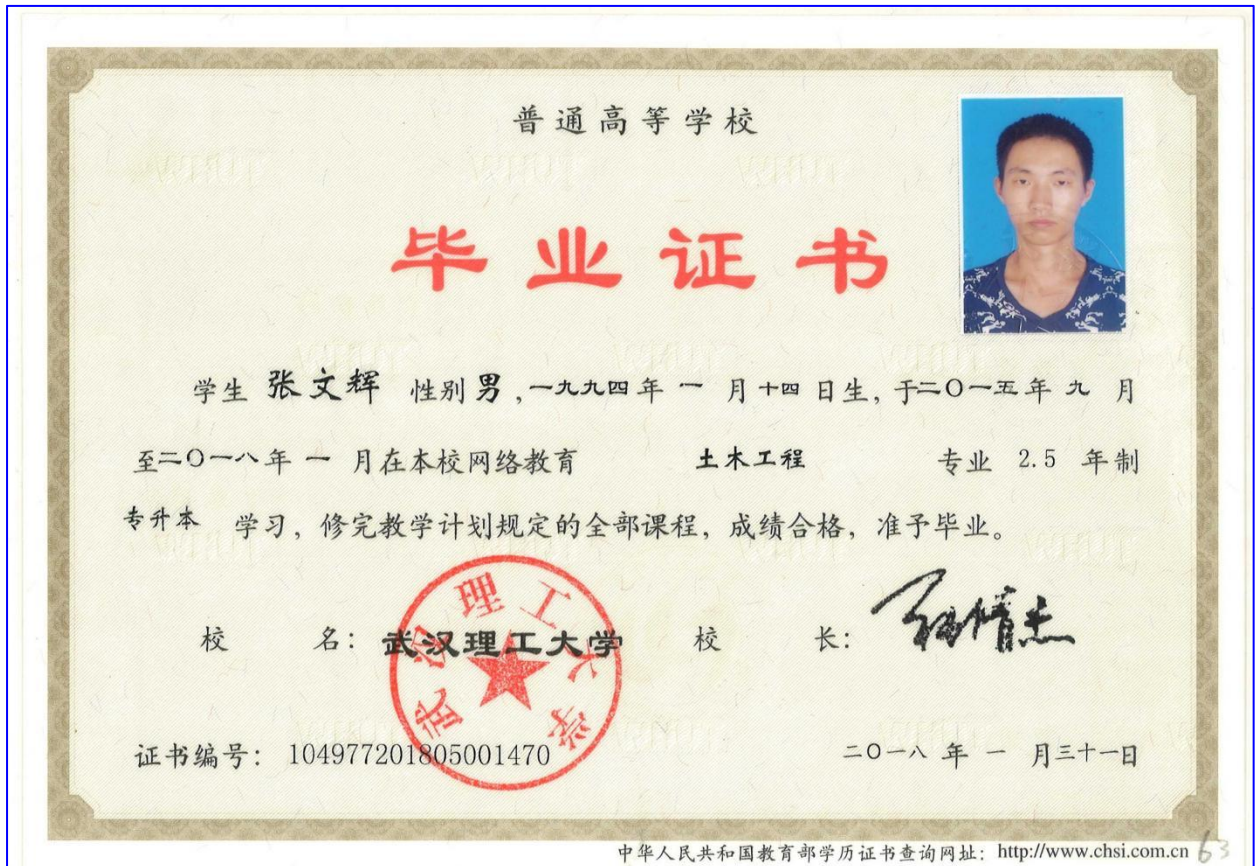 普通高等学校
毕业证书
学生 张文辉 性别 男，一九九四年 一 月十四日生，于二〇一五年 九 月
至二〇一八年 一 月在本校网络教育 土木工程 专业 2.5 年制
专升本 学习，修完教学计划规定的全部课程，成绩合格，准予毕业。
校 名：武汉理工大学 校 长：
武汉理工大学
证书编号：104977201805001470 二〇一八 年 一 月三十一日
中华人民共和国教育部学历证书查询网址：http://www.chsi.com.cn 63